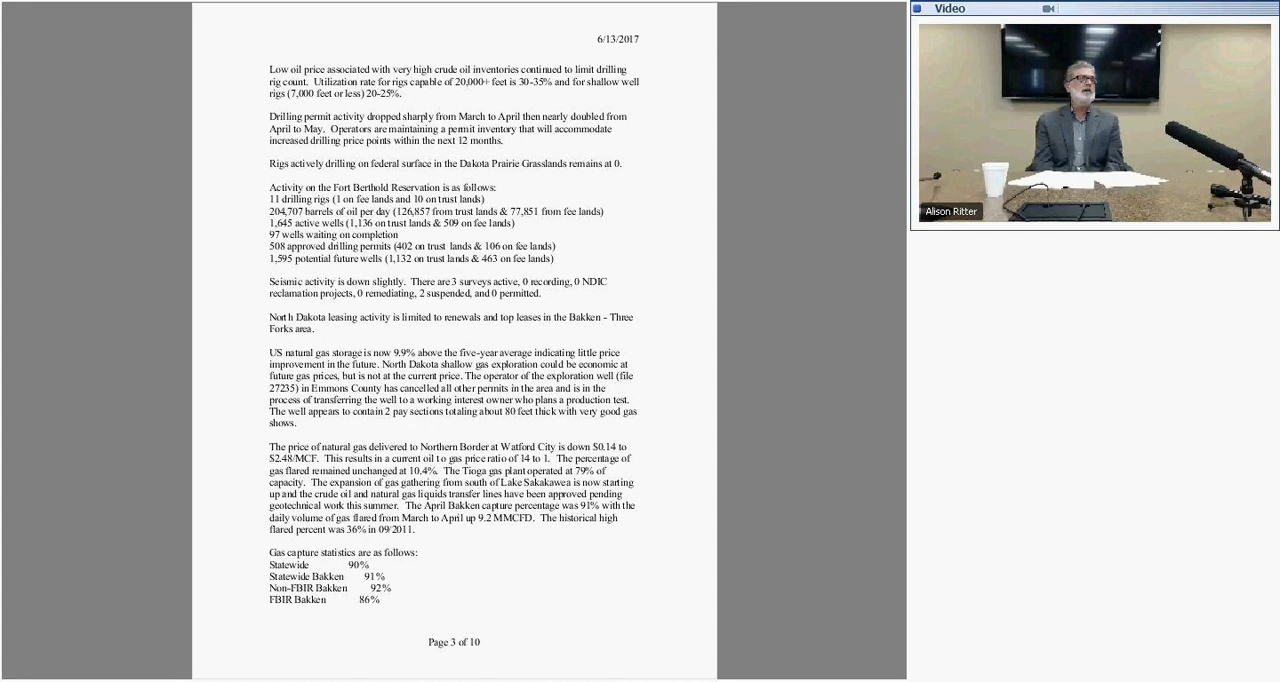 6/13/2017
Low oil price associated with very high crude oil inventories continued to limit drilling
rig count. Utilization rate for rigs capable of 20,000+ feet is 30-35% and for shallow well
rigs (7,000 feet or less) 20-25%.
Drilling permit activity dropped sharply from March to April then nearly doubled from
April to May. Operators are maintaining a permit inventory that will accommodate
increased drilling price points within the next 12 months.
Rigs actively drilling on federal surface in the Dakota Prairie Grasslands remains at 0.
Activity on the Fort Berthold Reservation is as follows:
11 drilling rigs (1 on fee lands and 10 on trust lands)
204,707 barrels of oil per day (126,857 from trust lands & 77,851 from fee lands)
1,645 active wells (1,136 on trust lands & 509 on fee lands)
97 wells waiting on completion
508 approved drilling permits (402 on trust lands & 106 on fee lands)
1,595 potential future wells (1,132 on trust lands & 463 on fee lands)
Seismic activity is down slightly. There are 3 surveys active, 0 recording, 0 NDIC
reclamation projects, 0 remediating, 2 suspended, and 0 permitted.
North Dakota leasing activity is limited to renewals and top leases in the Bakken - Three
Forks area.
US natural gas storage is now 9.9% above the five-year average indicating little price
improvement in the future. North Dakota shallow gas exploration could be economic at
future gas prices, but is not at the current price. The operator of the exploration well (file
27235) in Emmons County has cancelled all other permits in the area and is in the
process of transferring the well to a working interest owner who plans a production test.
The well appears to contain 2 pay sections totaling about 80 feet thick with very good gas
shows.
The price of natural gas delivered to Northern Border at Watford City is down $0.14 to
$2.48/MCF. This results in a current oil to gas price ratio of 14 to 1. The percentage of
gas flared remained unchanged at 10.4%. The Tioga gas plant operated at 79% of
capacity. The expansion of gas gathering from south of Lake Sakakawea is now starting
up and the crude oil and natural gas liquids transfer lines have been approved pending
geotechnical work this summer. The April Bakken capture percentage was 91% with the
daily volume of gas flared from March to April up 9.2 MMCFD. The historical high
flared percent was 36% in 09/2011.
Gas capture statistics are as follows:
Statewide 90%
Statewide Bakken 91%
Non-FBIR Bakken 92%
FBIR Bakken 86%
Page 3 of 10
Video
Alison Ritter